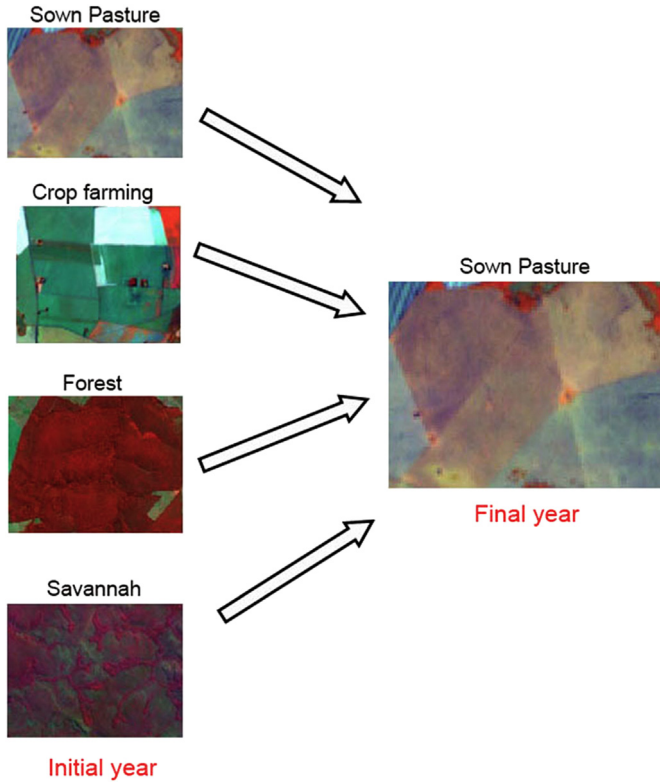 Sown Pasture
Crop farming
Forest
Savannah
Initial year
Sown Pasture
Final year